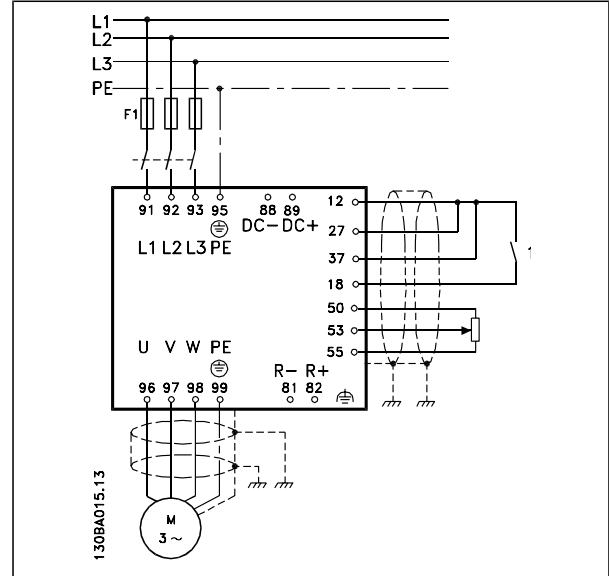 L1
L2
L3
PE
F1
91 92 93 95 88 89 12
DC- DC+
L1 L2 L3 PE
27
37
18
50
53
55
U V W PE
R- R+
96 97 98 99 81 82
M
3 ~
130BA015.13